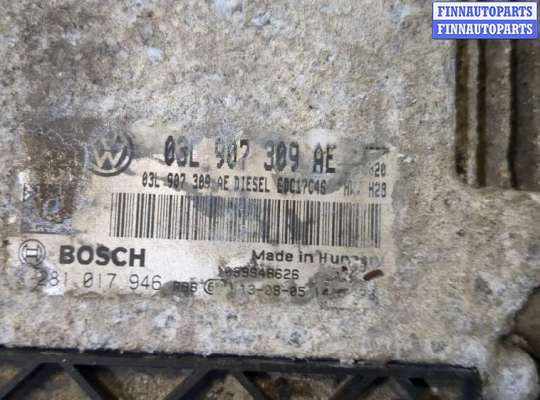 FINNAUTOPARTS
FINNAUTOPARTS
03L 907 309 AE
03L 907 309 AE DIESEL EDC17C46 H28
BOSCH
Made in Hungary
281 017 946
13-08-05